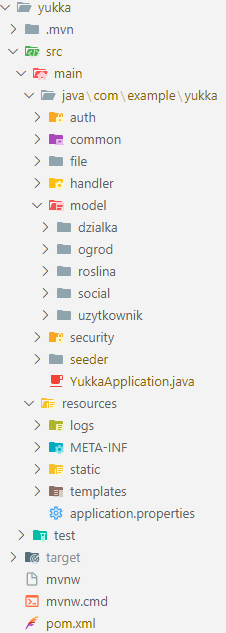 yukka
.mvn
src
main
java\com\example\yukka
auth
common
file
handler
model
dzialka
ogrod
roslina
social
uzytkownik
security
seeder
YukkaApplication.java
resources
logs
META-INF
static
templates
application.properties
test
target
mvnw
mvnw.cmd
pom.xml